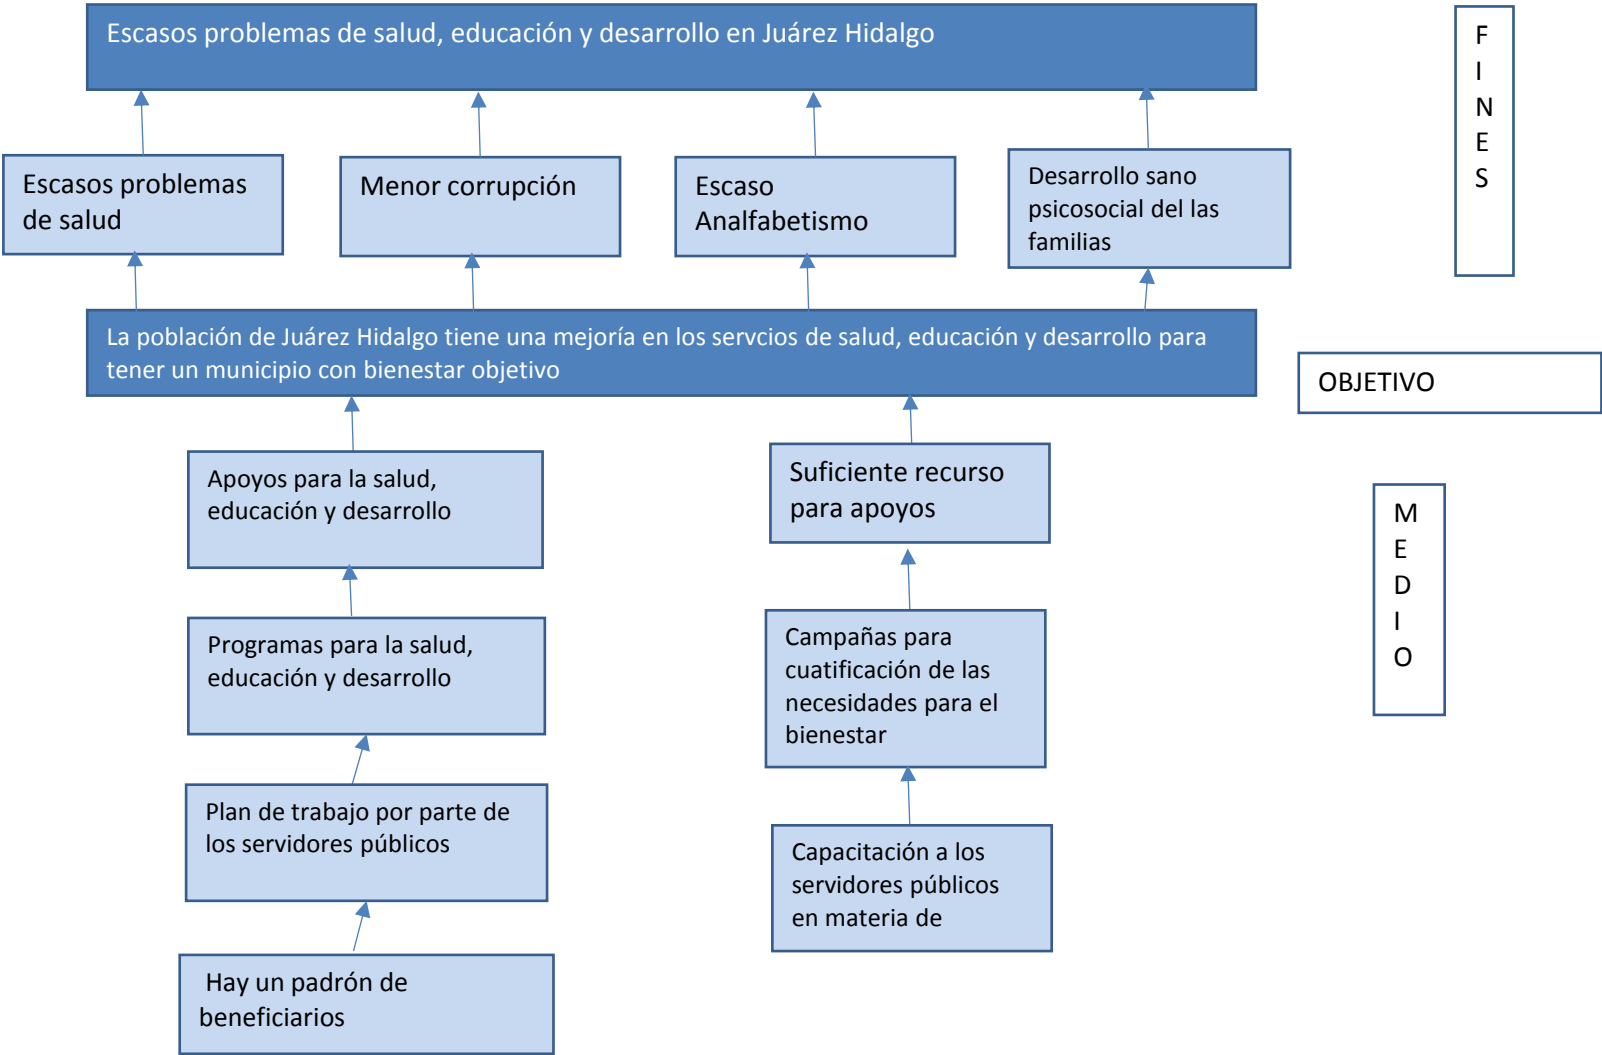 Escasos problemas de salud, educación y desarrollo en Juárez Hidalgo
F
I
N
E
S
Escasos problemas
de salud
Menor corrupción
Escaso
Analfabetismo
Desarrollo sano
psicosocial del las
familias
La población de Juárez Hidalgo tiene una mejoría en los servcios de salud, educación y desarrollo para
tener un municipio con bienestar objetivo
OBJETIVO
Apoyos para la salud,
educación y desarrollo
Suficiente recurso
para apoyos
M
E
D
I
O
Programas para la salud,
educación y desarrollo
Campañas para
cuatificación de las
necesidades para el
bienestar
Plan de trabajo por parte de
los servidores públicos
Capacitación a los
servidores públicos
en materia de
Hay un padrón de
beneficiarios